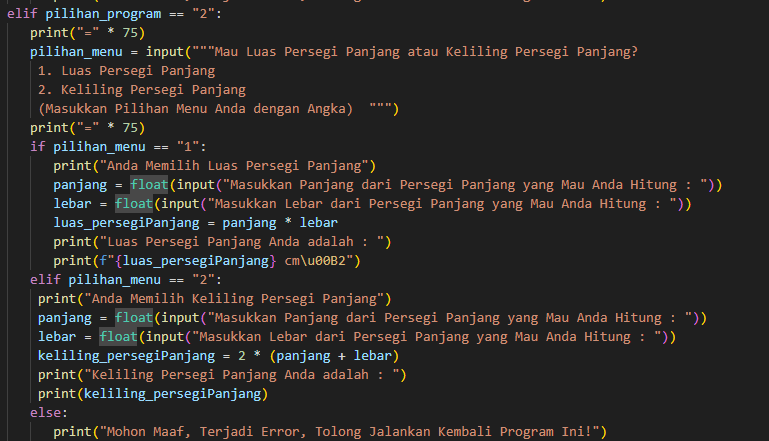 elif pilihan_program == "2":
print("=" * 75)
pilihan_menu = input("""Mau Luas Persegi Panjang atau Keliling Persegi Panjang?
1. Luas Persegi Panjang
2. Keliling Persegi Panjang
(Masukkan Pilihan Menu Anda dengan Angka)  """)
print("=" * 75)
if pilihan_menu == "1":
print("Anda Memilih Luas Persegi Panjang")
panjang = float(input("Masukkan Panjang dari Persegi Panjang yang Mau Anda Hitung : "))
lebar = float(input("Masukkan Lebar dari Persegi Panjang yang Mau Anda Hitung : "))
luas_persegiPanjang = panjang * lebar
print("Luas Persegi Panjang Anda adalah : ")
print(f"{luas_persegiPanjang} cm\u00B2")
elif pilihan_menu == "2":
print("Anda Memilih Keliling Persegi Panjang")
panjang = float(input("Masukkan Panjang dari Persegi Panjang yang Mau Anda Hitung : "))
lebar = float(input("Masukkan Lebar dari Persegi Panjang yang Mau Anda Hitung : "))
keliling_persegiPanjang = 2 * (panjang + lebar)
print("Keliling Persegi Panjang Anda adalah : ")
print(keliling_persegiPanjang)
else:
print("Mohon Maaf, Terjadi Error, Tolong Jalankan Kembali Program Ini!")